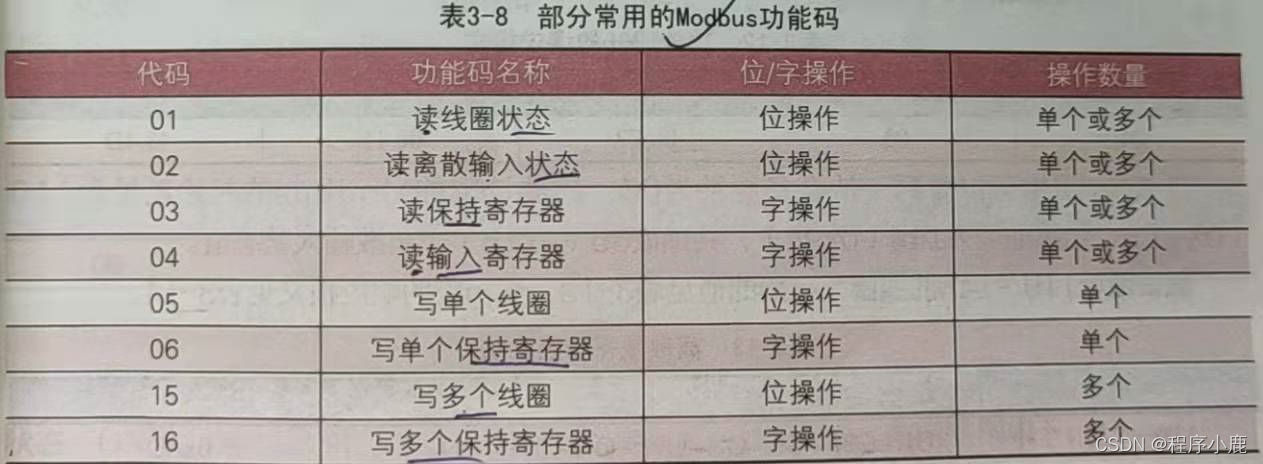 表3-8 部分常用的Modbus功能码
代码 功能码名称 位/字操作 操作数量
01 读线圈状态 位操作 单个或多个
02 读离散输入状态 位操作 单个或多个
03 读保持寄存器 字操作 单个或多个
04 读输入寄存器 字操作 单个或多个
05 写单个线圈 位操作 单个
06 写单个保持寄存器 字操作 单个
15 写多个线圈 位操作 多个
16 写多个保持寄存器 字操作 多个
CSDN @程序小鹿